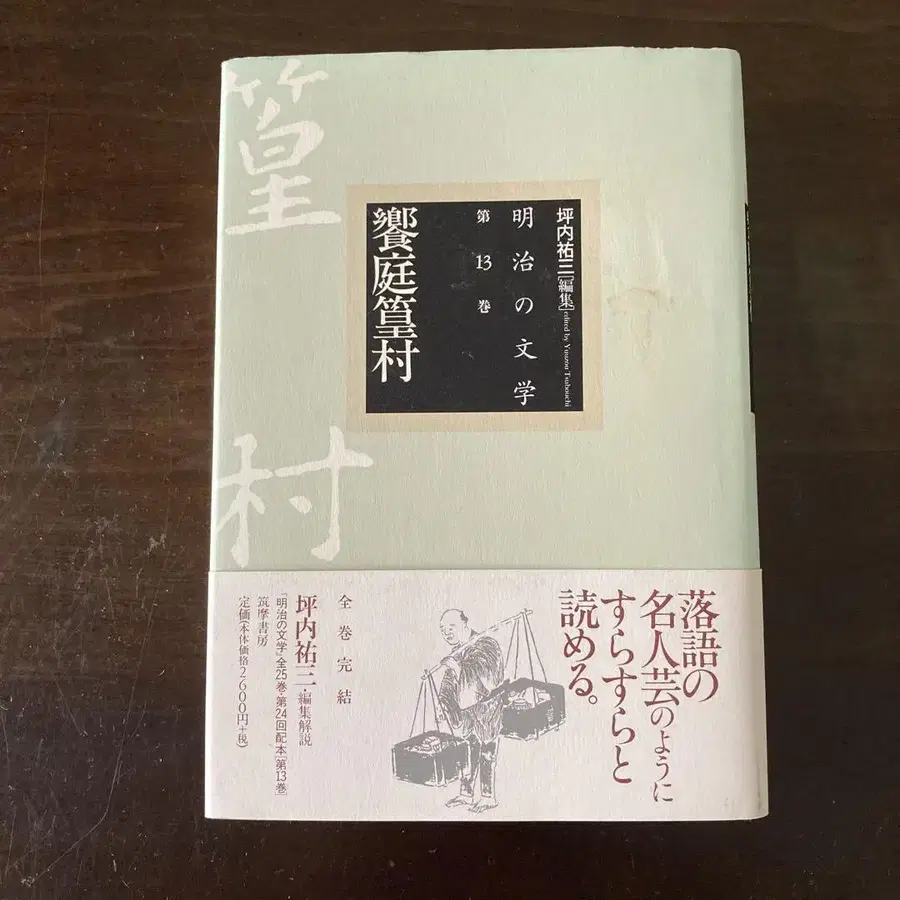 篁村
坪内祐三[編集]
edited by Yuuzou Tsubouchi
明治の文学
第13巻
饗庭篁村
落語の
名人芸のように
すらすらと
読める。
全巻完結
坪内祐三・編集解説
『明治の文学』全25巻・第24回配本[第13巻]
筑摩書房
定価(本体価格2600円+税)